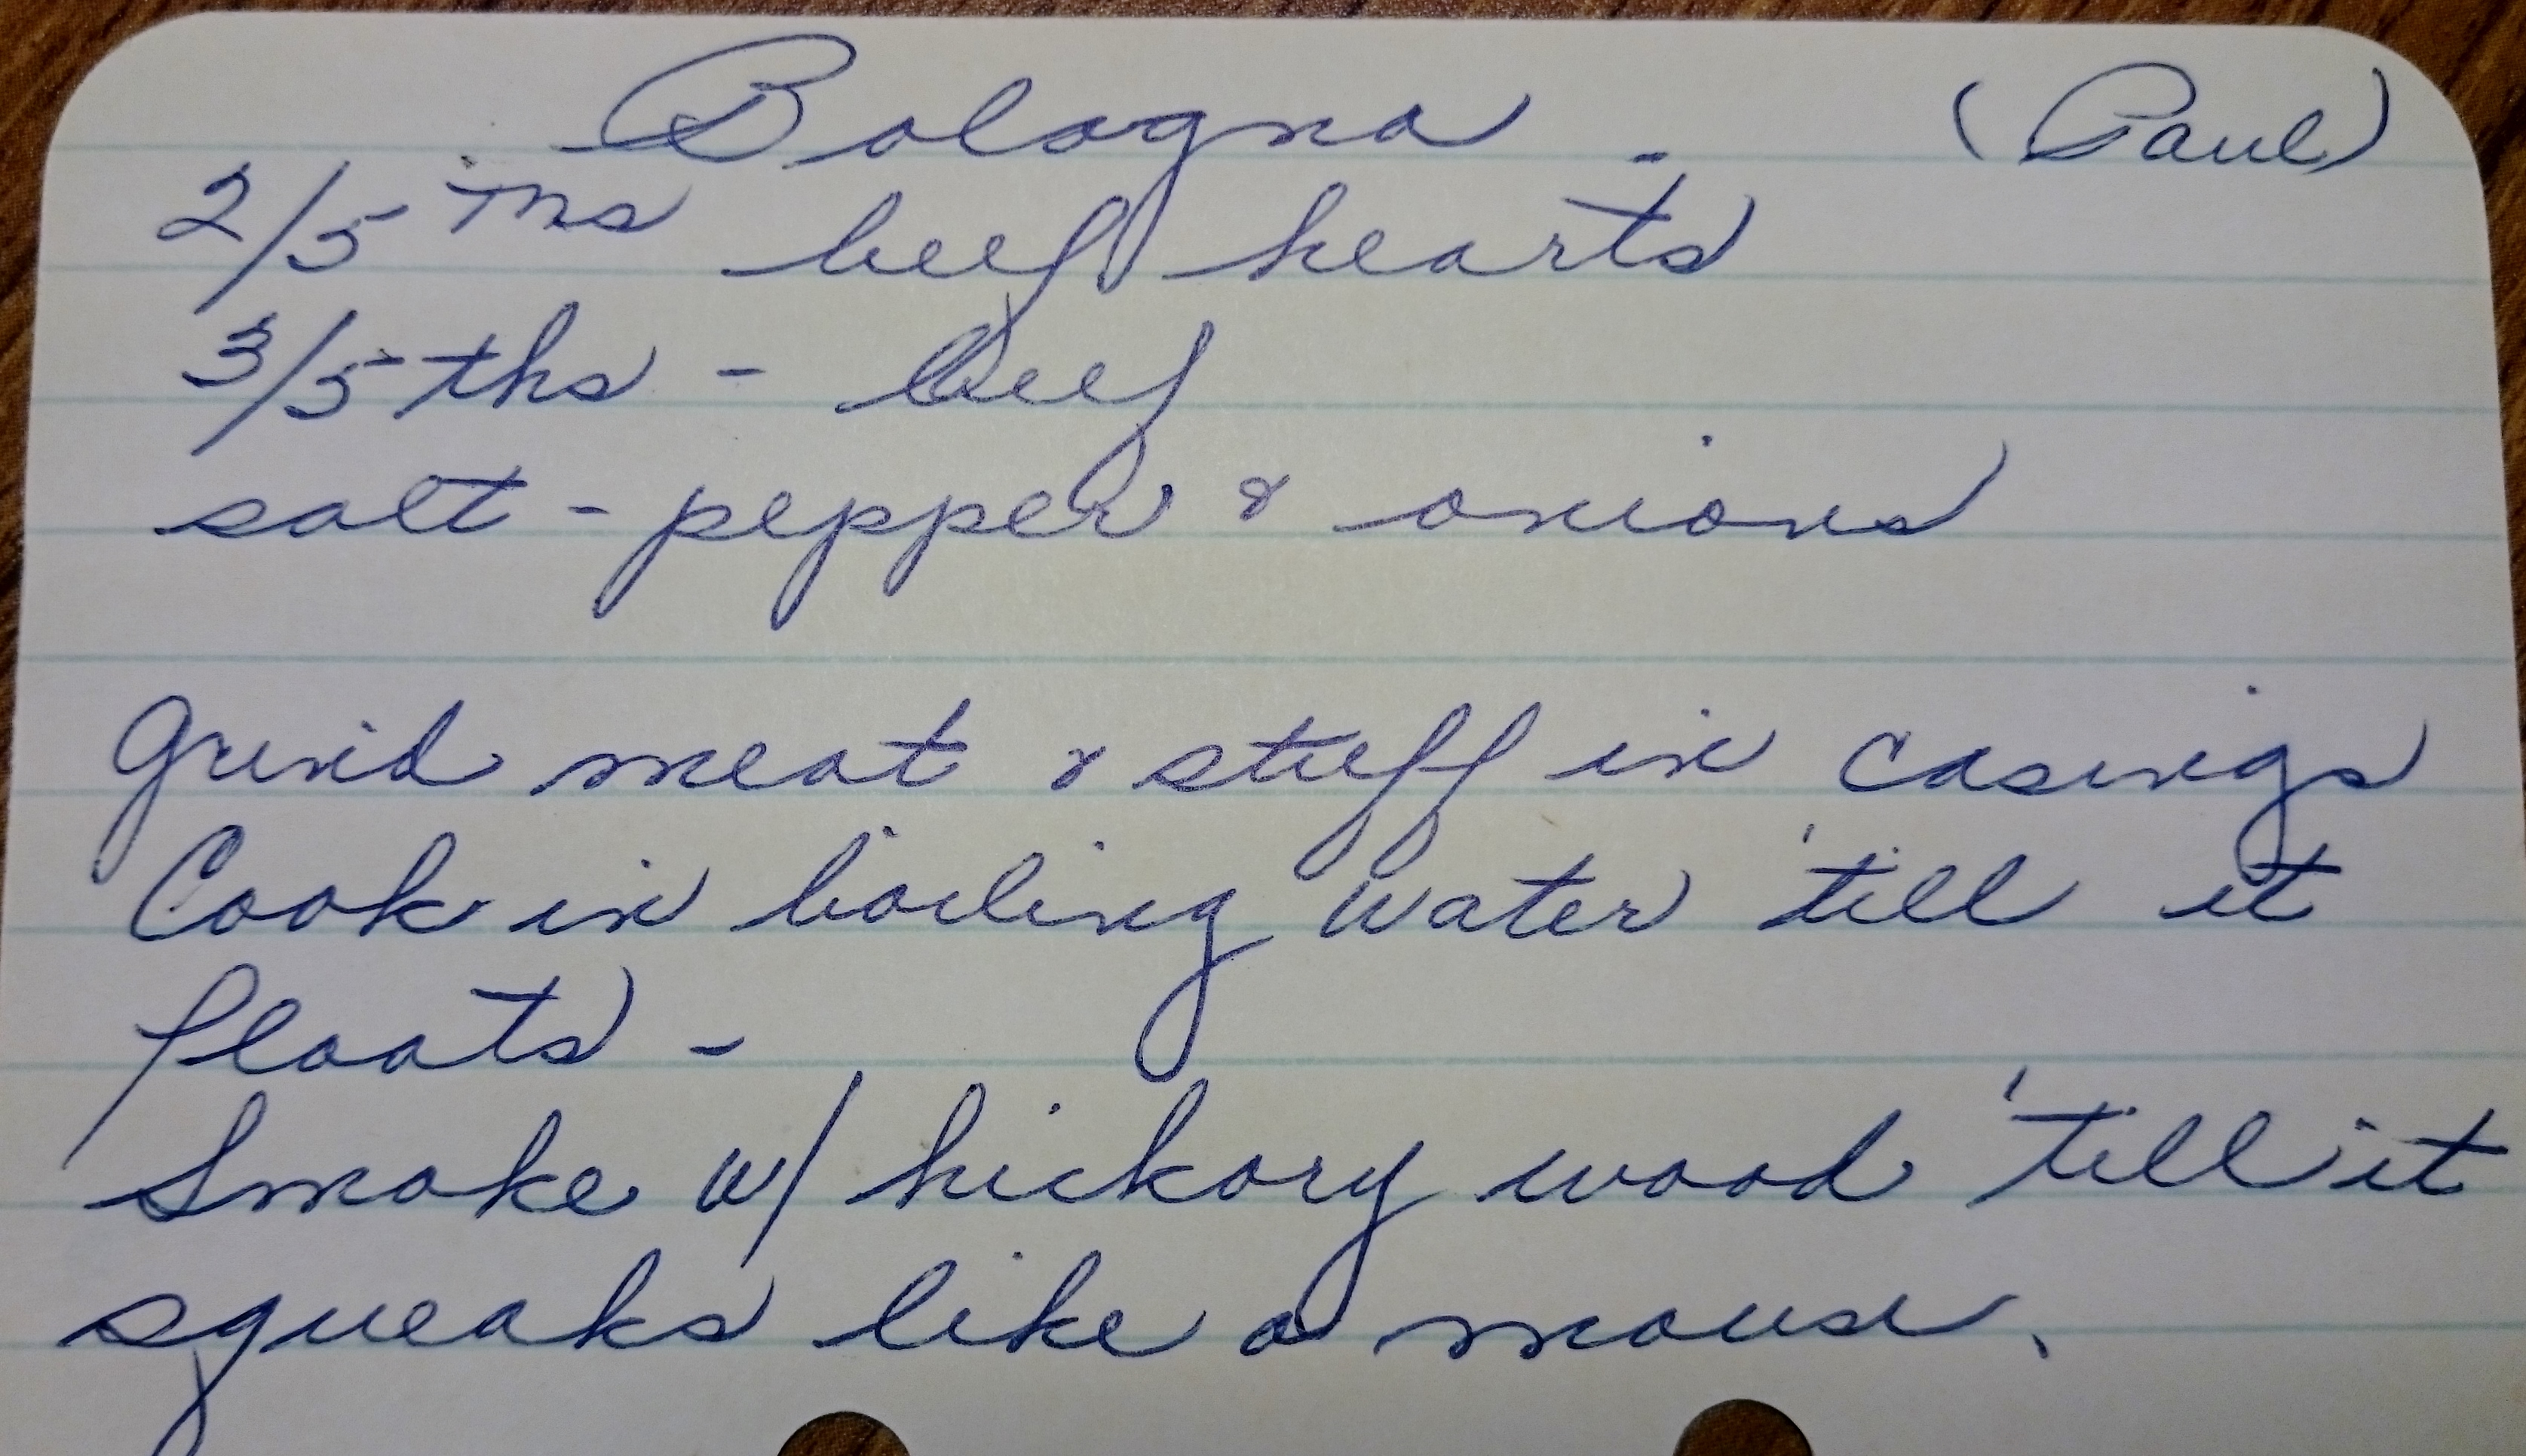 Bologna - (Paul)
2/5 ths beef hearts
3/5 ths - beef
salt - pepper & onions
Grind meat & stuff in casings
Cook in boiling water 'till it
floats -
Smoke w/ hickory wood 'till it
squeaks like a mouse.